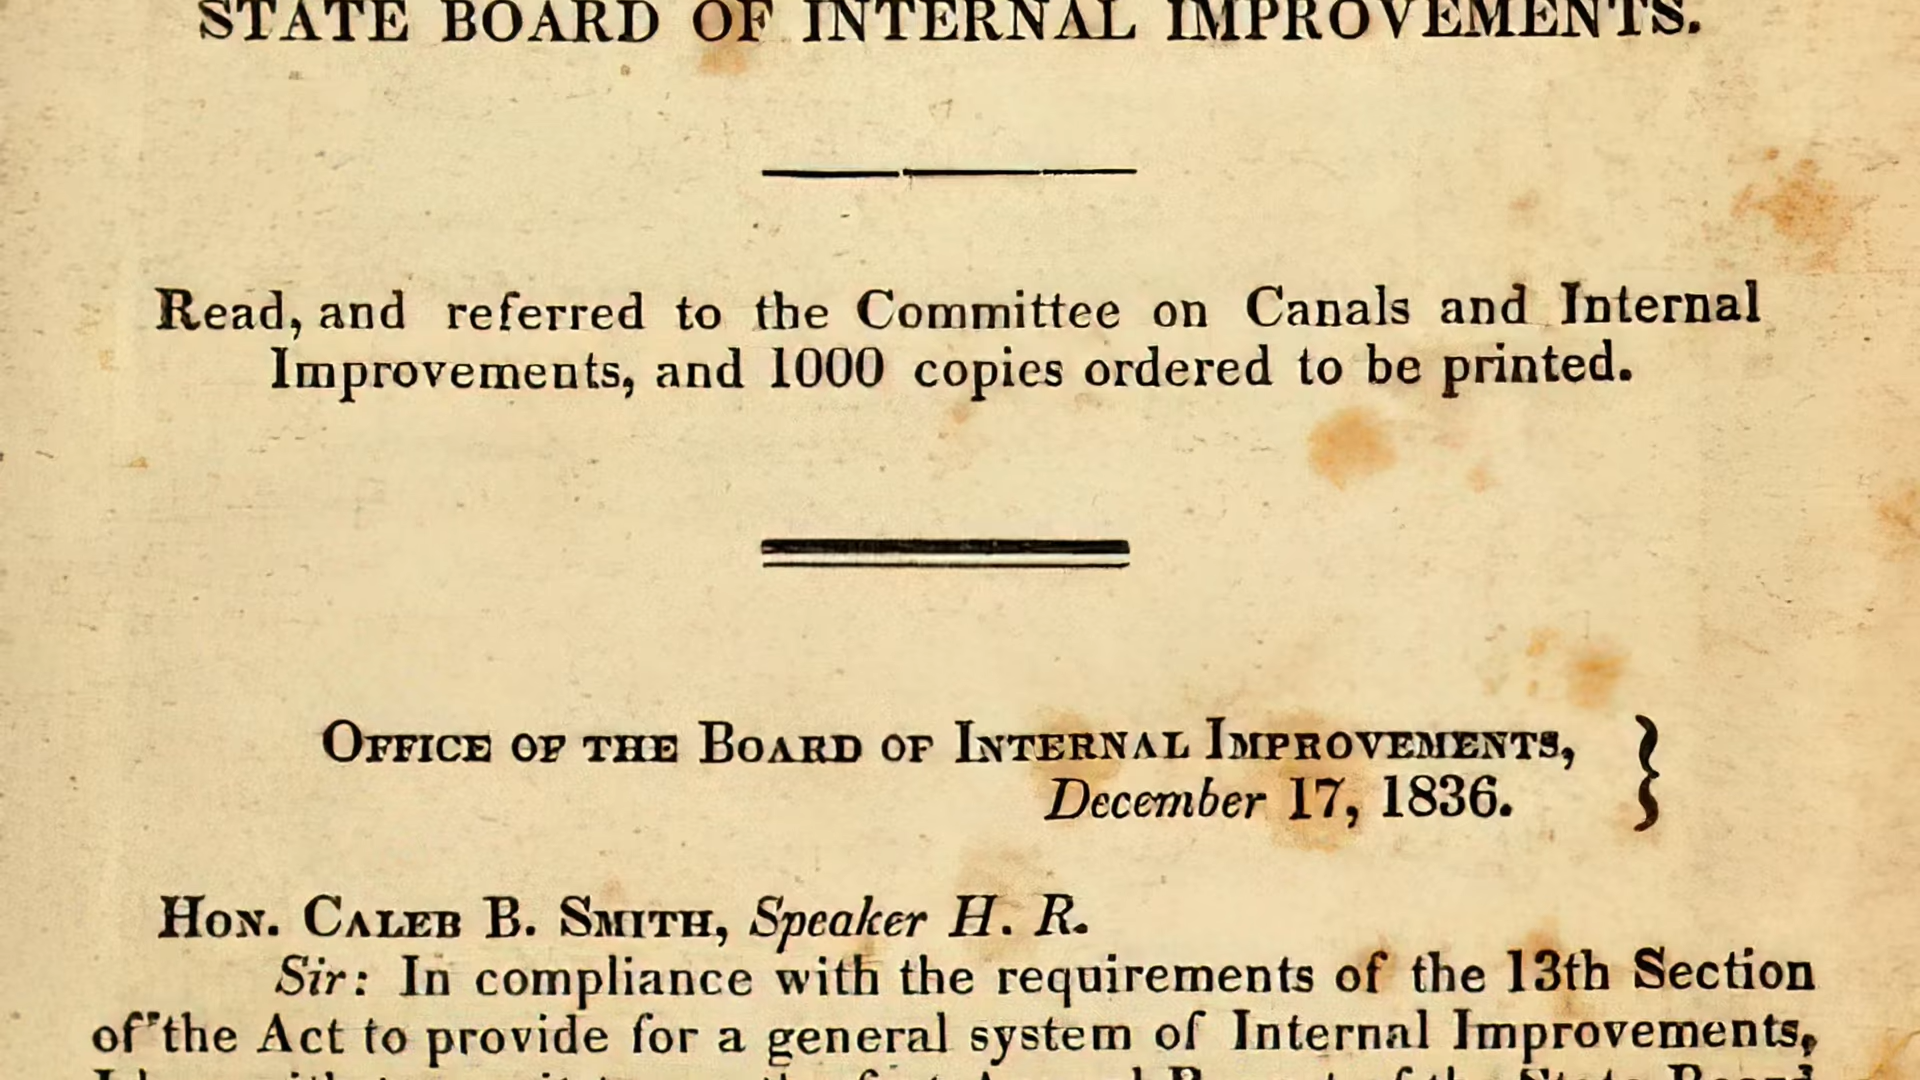 STATE BOARD OF INTERNAL IMPROVEMENTS.
Read, and referred to the Committee on Canals and Internal
Improvements, and 1000 copies ordered to be printed.
OFFICE OF THE BOARD OF INTERNAL IMPROVEMENTS,
December 17, 1836.
HON. CALEB B. SMITH, Speaker H. R.
Sir: In compliance with the requirements of the 13th Section
of the Act to provide for a general system of Internal Improvements,